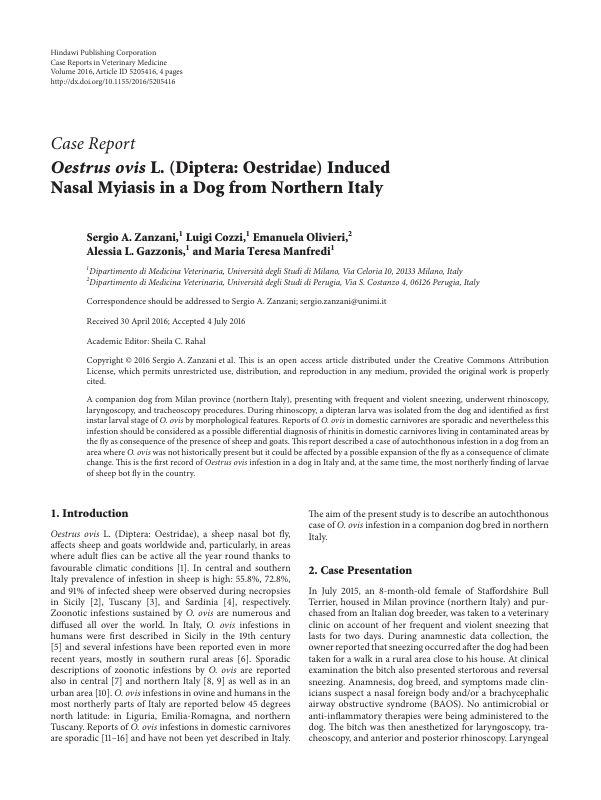 Hindawi Publishing Corporation
Case Reports in Veterinary Medicine
Volume 2016, Article ID 5205416, 4 pages
http://dx.doi.org/10.1155/2016/5205416
Case Report
Oestrus ovis L. (Diptera: Oestridae) Induced
Nasal Myiasis in a Dog from Northern Italy
Sergio A. Zanzani,1 Luigi Cozzi,1 Emanuela Olivieri,2
Alessia L. Gazzonis,1 and Maria Teresa Manfredi1
1Dipartimento di Medicina Veterinaria, Università degli Studi di Milano, Via Celoria 10, 20133 Milano, Italy
2Dipartimento di Medicina Veterinaria, Università degli Studi di Perugia, Via S. Costanzo 4, 06126 Perugia, Italy
Correspondence should be addressed to Sergio A. Zanzani; sergio.zanzani@unimi.it
Received 30 April 2016; Accepted 4 July 2016
Academic Editor: Sheila C. Rahal
Copyright © 2016 Sergio A. Zanzani et al. This is an open access article distributed under the Creative Commons Attribution
License, which permits unrestricted use, distribution, and reproduction in any medium, provided the original work is properly
cited.
A companion dog from Milan province (northern Italy), presenting with frequent and violent sneezing, underwent rhinoscopy,
laryngoscopy, and tracheoscopy procedures. During rhinoscopy, a dipteran larva was isolated from the dog and identified as first
instar larval stage of O. ovis by morphological features. Reports of O. ovis in domestic carnivores are sporadic and nevertheless this
infection should be considered as a possible differential diagnosis of rhinitis in domestic carnivores living in contaminated areas by
the fly as consequence of the presence of sheep and goats. This report described a case of autochthonous infection in a dog from an
area where O. ovis was not historically present but it could be affected by a possible expansion of the fly as a consequence of climate
change. This is the first record of Oestrus ovis infestion in a dog in Italy and, at the same time, the most northerly finding of larvae
of sheep bot fly in the country.
1. Introduction
Oestrus ovis L. (Diptera: Oestridae), a sheep nasal bot fly,
affects sheep and goats worldwide and, particularly, in areas
where adult flies can be active all the year round thanks to
favourable climatic conditions [1]. In central and southern
Italy prevalence of infestion in sheep is high: 55.8%, 72.8%,
and 91% of infected sheep were observed during necropsies
in Sicily [2], Tuscany [3], and Sardinia [4], respectively.
Zoonotic infections sustained by O. ovis are numerous and
diffused all over the world. In Italy, O. ovis infections in
humans were first described in Sicily in the 19th century
[5] and several infections have been reported even in more
recent years, mostly in southern rural areas [6]. Sporadic
descriptions of zoonotic infections by O. ovis are reported
also in central [7] and northern Italy [8, 9] as well as in an
urban area [10]. O. ovis infections in ovine and humans in the
most northerly parts of Italy are reported below 45 degrees
north latitude: in Liguria, Emilia-Romagna, and northern
Tuscany. Reports of O. ovis infections in domestic carnivores
are sporadic [11–16] and have not been yet described in Italy.
The aim of the present study is to describe an autochthonous
case of O. ovis infestion in a companion dog bred in northern
Italy.
2. Case Presentation
In July 2015, an 8-month-old female of Staffordshire Bull
Terrier, housed in Milan province (northern Italy) and pur-
chased from an Italian dog breeder, was taken to a veterinary
clinic on account of her frequent and violent sneezing that
lasts for two days. During anamnestic data collection, the
owner reported that sneezing occurred after the dog had been
taken for a walk in a rural area close to his house. At clinical
examination the bitch also presented stertorous and reversal
sneezing. Anamnesis, dog breed, and symptoms made clin-
icians suspect a nasal foreign body and/or a brachycephalic
airway obstructive syndrome (BAOS). No antimicrobial or
anti-inflammatory therapies were being administered to the
dog. The bitch was then anesthetized for laryngoscopy, tra-
cheoscopy, and anterior and posterior rhinoscopy. Laryngeal